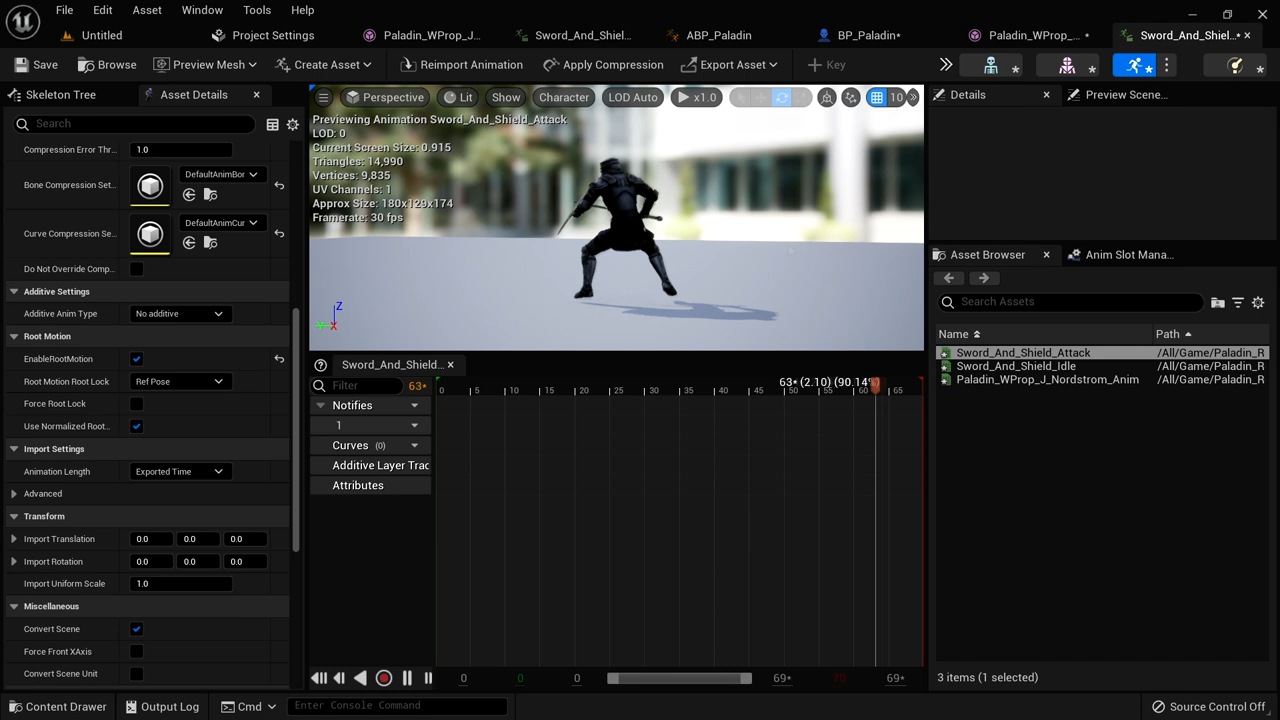 File Edit Asset Window Tools Help
Untitled Project Settings Paladin_WProp_J... Sword_And_Shiel... ABP_Paladin BP_Paladin* Paladin_WProp_... * Sword_And_Shiel...*
Save Browse Preview Mesh Create Asset Reimport Animation Apply Compression Export Asset Key
Skeleton Tree Asset Details
Search
Compression Error Thr... 1.0
Bone Compression Set... DefaultAnimBor
Curve Compression Se... DefaultAnimCur
Do Not Override Comp...
Additive Settings
Additive Anim Type No additive
Root Motion
EnableRootMotion
Root Motion Root Lock Ref Pose
Force Root Lock
Use Normalized Root...
Import Settings
Animation Length Exported Time
Advanced
Transform
Import Translation 0.0 0.0 0.0
Import Rotation 0.0 0.0 0.0
Import Uniform Scale 1.0
Miscellaneous
Convert Scene
Force Front XAxis
Convert Scene Unit
Perspective Lit Show Character LOD Auto x1.0 10
Previewing Animation Sword_And_Shield_Attack
LOD: 0
Current Screen Size: 0.915
Triangles: 14,990
Vertices: 9,835
UV Channels: 1
Approx Size: 180x129x174
Framerate: 30 fps
Z
X
Sword_And_Shield...
Filter 63*
63* (2.10) (90.14%)
0 5 10 15 20 25 30 35 40 45 50 55 60 65
Notifies
1
Curves (0)
Additive Layer Trac
Attributes
0 0 0 69* 70 69*
Details Preview Scene...
Asset Browser Anim Slot Mana...
Search Assets
Name Path
Sword_And_Shield_Attack /All/Game/Paladin_R
Sword_And_Shield_Idle /All/Game/Paladin_R
Paladin_WProp_J_Nordstrom_Anim /All/Game/Paladin_R
3 items (1 selected)
Content Drawer Output Log Cmd Enter Console Command Source Control Off